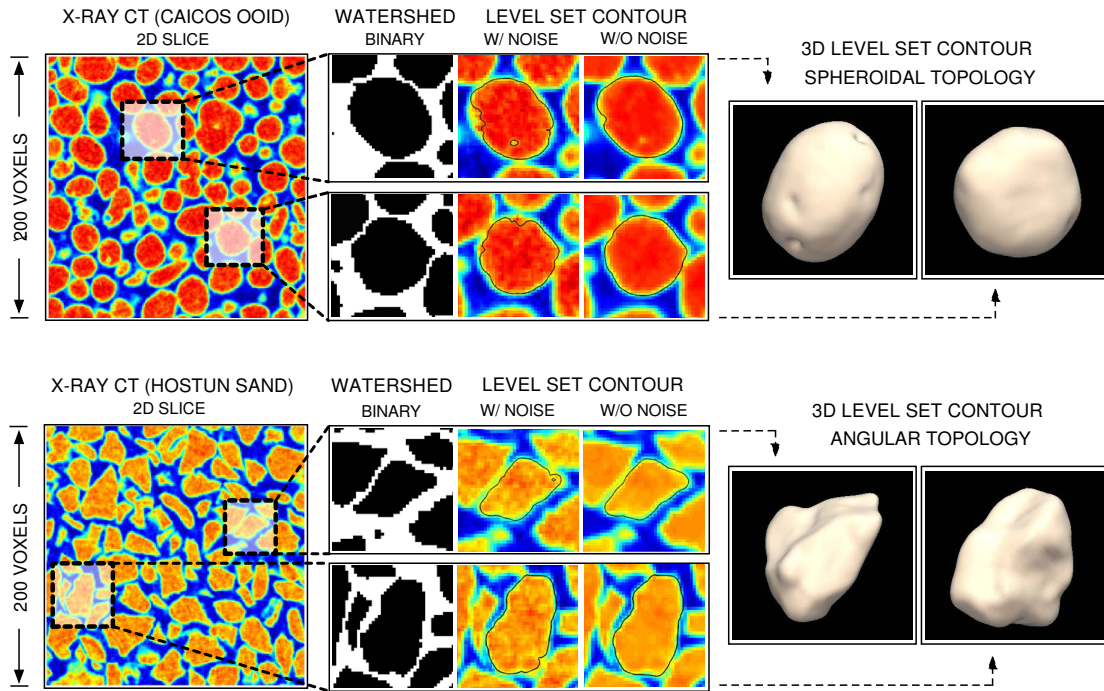 X-RAY CT (CAICOS OOID)
2D SLICE
WATERSHED
BINARY
LEVEL SET CONTOUR
W/ NOISE
W/O NOISE
3D LEVEL SET CONTOUR
SPHEROIDAL TOPOLOGY
200 VOXELS
X-RAY CT (HOSTUN SAND)
2D SLICE
WATERSHED
BINARY
LEVEL SET CONTOUR
W/ NOISE
W/O NOISE
3D LEVEL SET CONTOUR
ANGULAR TOPOLOGY
200 VOXELS